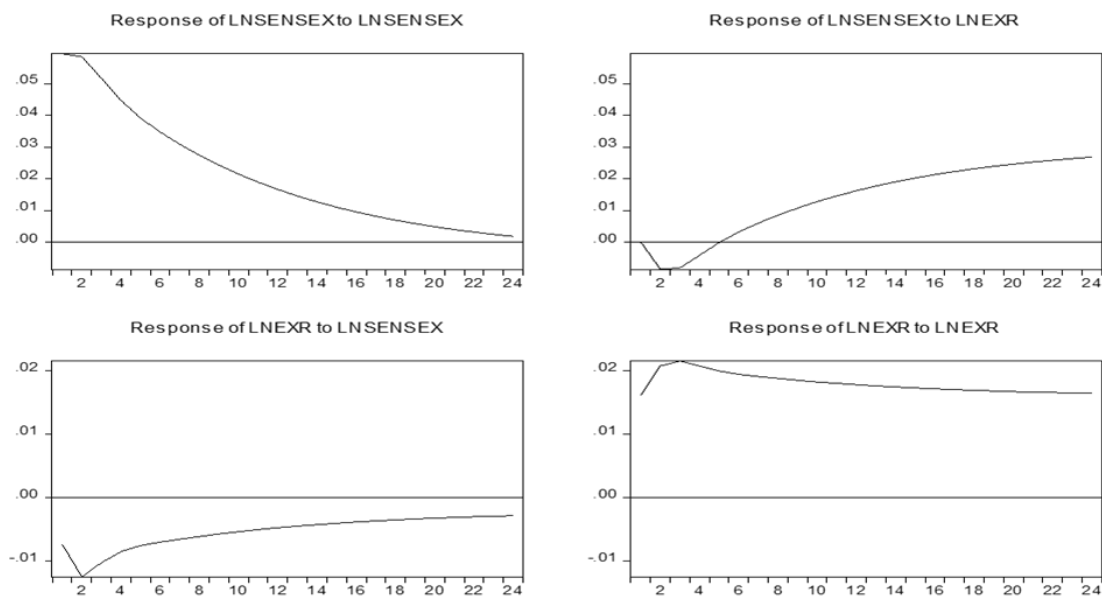 Response of LNSENSEX to LNSENSEX
.05
.04
.03
.02
.01
.00
2 4 6 8 10 12 14 16 18 20 22 24
Response of LNSENSEX to LNEXR
.05
.04
.03
.02
.01
.00
2 4 6 8 10 12 14 16 18 20 22 24
Response of LNEXR to LNSENSEX
.02
.01
.00
-.01
2 4 6 8 10 12 14 16 18 20 22 24
Response of LNEXR to LNEXR
.02
.01
.00
-.01
2 4 6 8 10 12 14 16 18 20 22 24